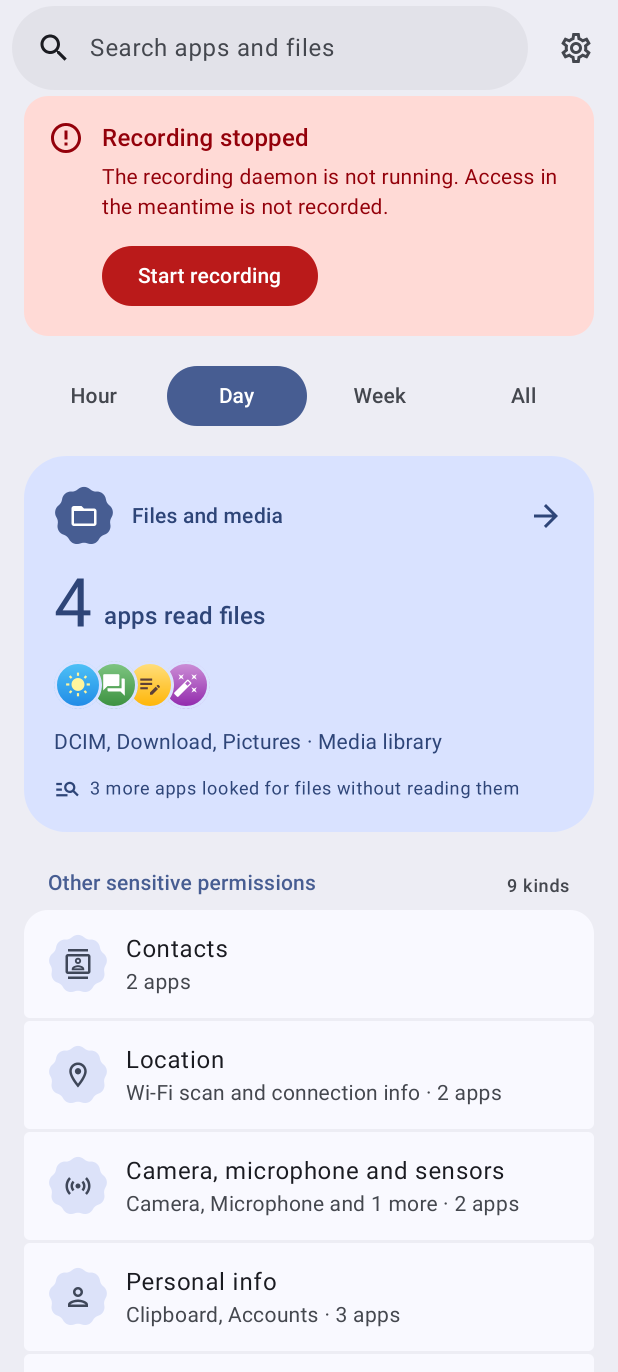 Search apps and files
Recording stopped
The recording daemon is not running. Access in
the meantime is not recorded.
Start recording
Hour
Day
Week
All
Files and media
4 apps read files
DCIM, Download, Pictures · Media library
3 more apps looked for files without reading them
Other sensitive permissions
9 kinds
Contacts
2 apps
Location
Wi-Fi scan and connection info · 2 apps
Camera, microphone and sensors
Camera, Microphone and 1 more · 2 apps
Personal info
Clipboard, Accounts · 3 apps